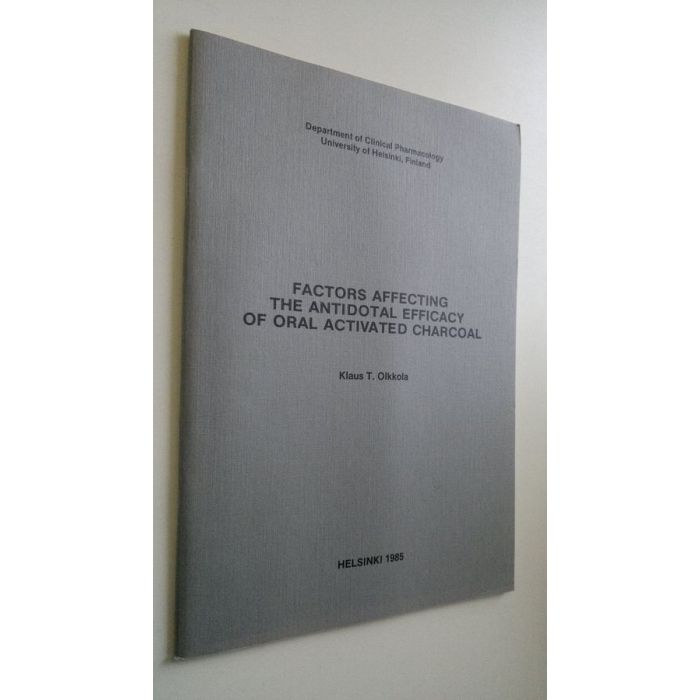 Department of Clinical Pharmacology
University of Helsinki, Finland
FACTORS AFFECTING
THE ANTIDOTAL EFFICACY
OF ORAL ACTIVATED CHARCOAL
Klaus T. Olkkola
HELSINKI 1985